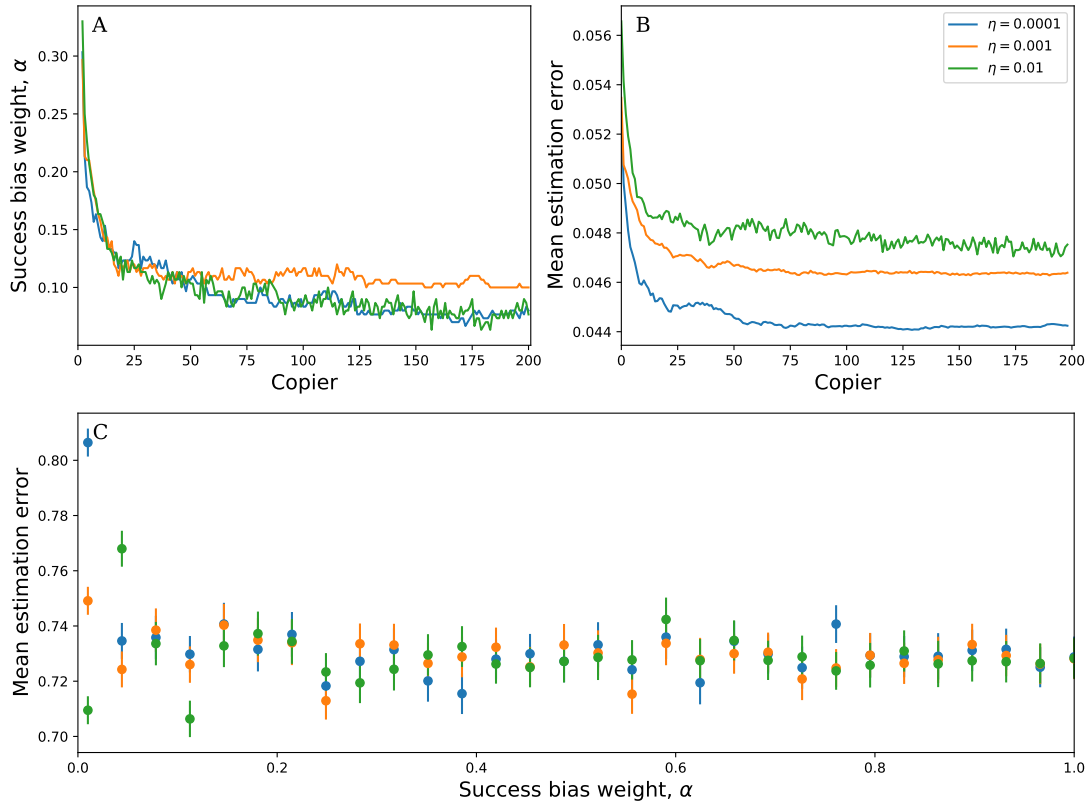 A
Success bias weight, α
0.30
0.25
0.20
0.15
0.10
0 25 50 75 100 125 150 175 200
Copier
B
η = 0.0001
η = 0.001
η = 0.01
Mean estimation error
0.056
0.054
0.052
0.050
0.048
0.046
0.044
0 25 50 75 100 125 150 175 200
Copier
C
Mean estimation error
0.80
0.78
0.76
0.74
0.72
0.70
0.0 0.2 0.4 0.6 0.8 1.0
Success bias weight, α